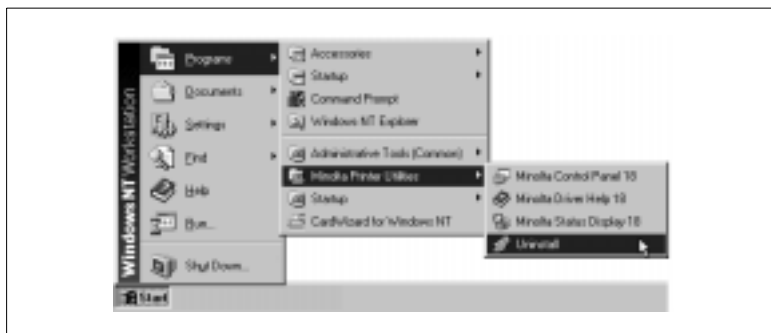 Windows NT Workstation
Programs
Documents
Settings
Find
Help
Run...
Shut Down...
Start
Accessories
Startup
Command Prompt
Windows NT Explorer
Administrative Tools (Common)
Minolta Printer Utilities
Startup
CardWizard for Windows NT
Minolta Control Panel 18
Minolta Driver Help 18
Minolta Status Display 18
Uninstall